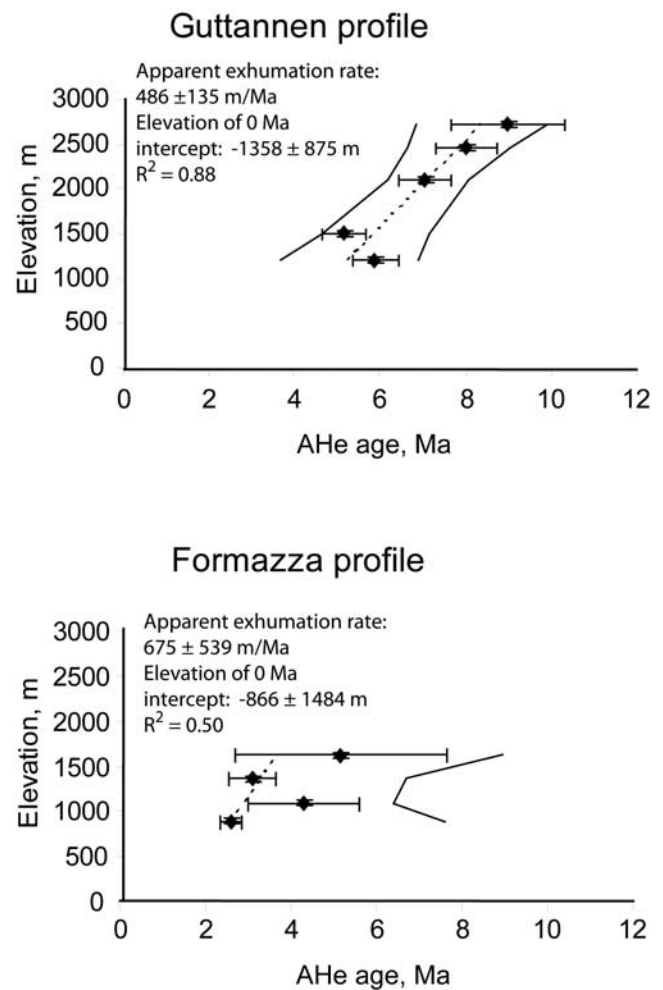 Guttannen profile
Apparent exhumation rate:
486 ±135 m/Ma
Elevation of 0 Ma
intercept: -1358 ± 875 m
R² = 0.88
Elevation, m
3000
2500
2000
1500
1000
500
0
0 2 4 6 8 10 12
AHe age, Ma
Formazza profile
Apparent exhumation rate:
675 ± 539 m/Ma
Elevation of 0 Ma
intercept: -866 ± 1484 m
R² = 0.50
Elevation, m
3000
2500
2000
1500
1000
500
0
0 2 4 6 8 10 12
AHe age, Ma